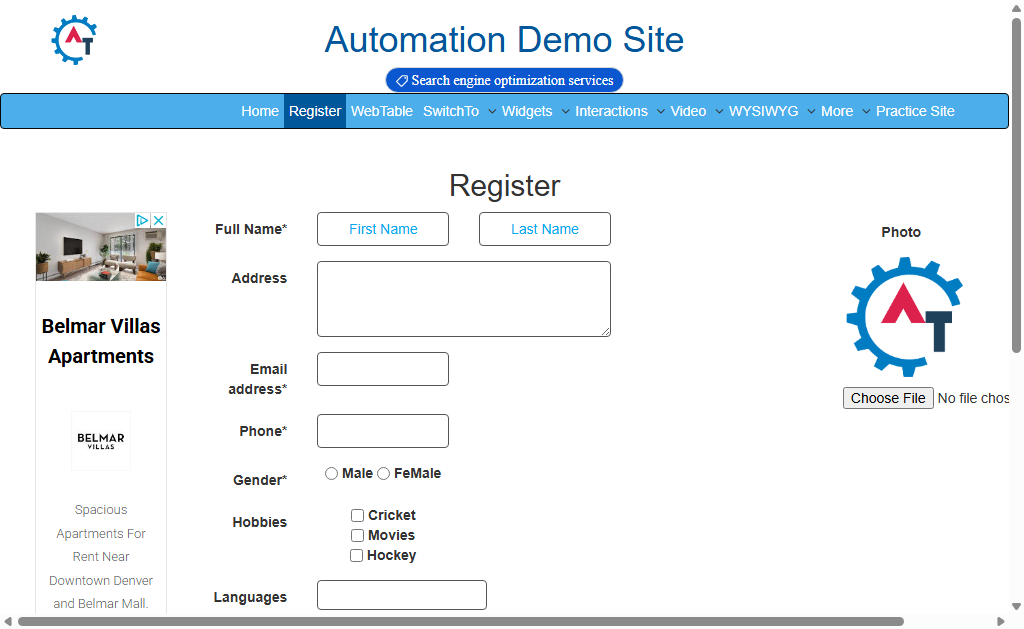 Automation Demo Site
Search engine optimization services
Home Register WebTable SwitchTo Widgets Interactions Video WYSIWYG More Practice Site
Register
Full Name* First Name Last Name
Photo
Address
Belmar Villas
Apartments
Email
address*
Choose File No file chos
Phone*
BELMAR
VILLAS
Gender* Male FeMale
Hobbies Cricket
Movies
Hockey
Spacious
Apartments For
Rent Near
Downtown Denver
and Belmar Mall.
Languages